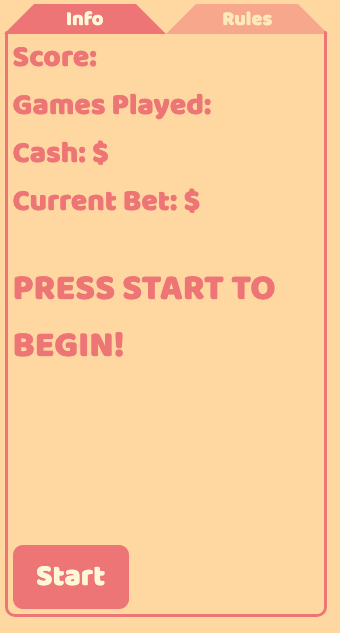 Info
Rules
Score:
Games Played:
Cash: $
Current Bet: $
PRESS START TO
BEGIN!
Start